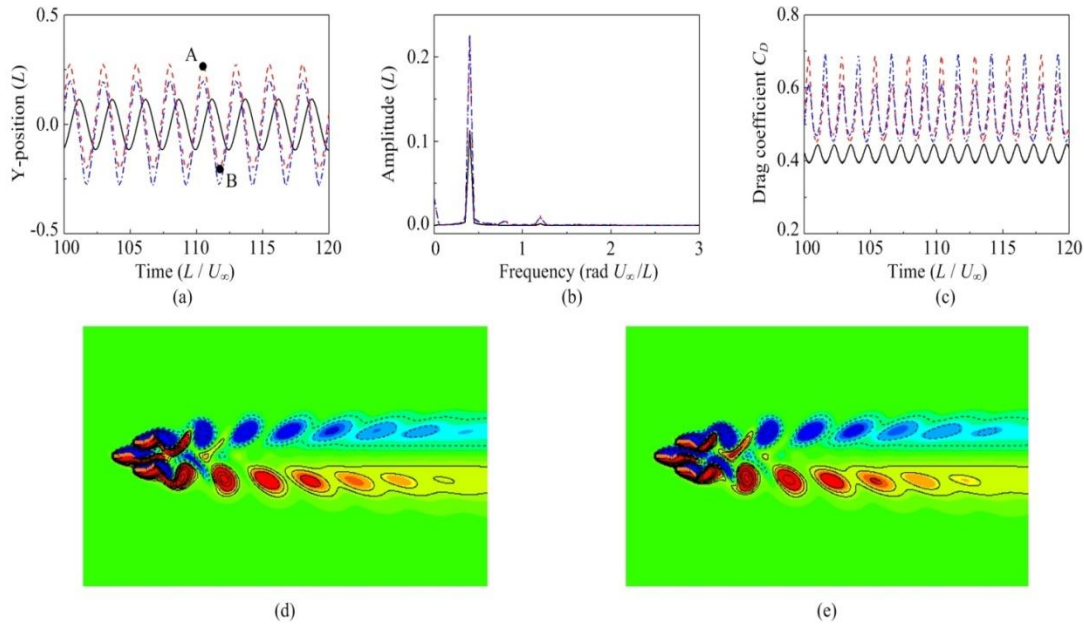 0.5
0.0
-0.5
Y-position (L)
A
B
100 105 110 115 120
Time (L / U∞)
(a)
0.2
0.1
0.0
Amplitude (L)
0 1 2 3
Frequency (rad U∞/L)
(b)
0.8
0.6
0.4
0.2
Drag coefficient CD
100 105 110 115 120
Time (L / U∞)
(c)
(d)
(e)